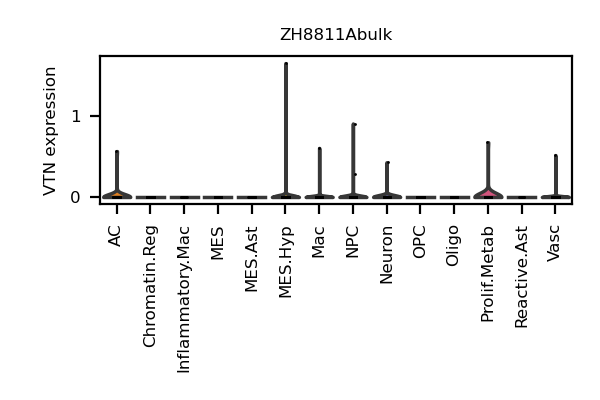 ZH8811Abulk
VTN expression
1
0
AC
Chromatin.Reg
Inflammatory.Mac
MES
MES.Ast
MES.Hyp
Mac
NPC
Neuron
OPC
Oligo
Prolif.Metab
Reactive.Ast
Vasc